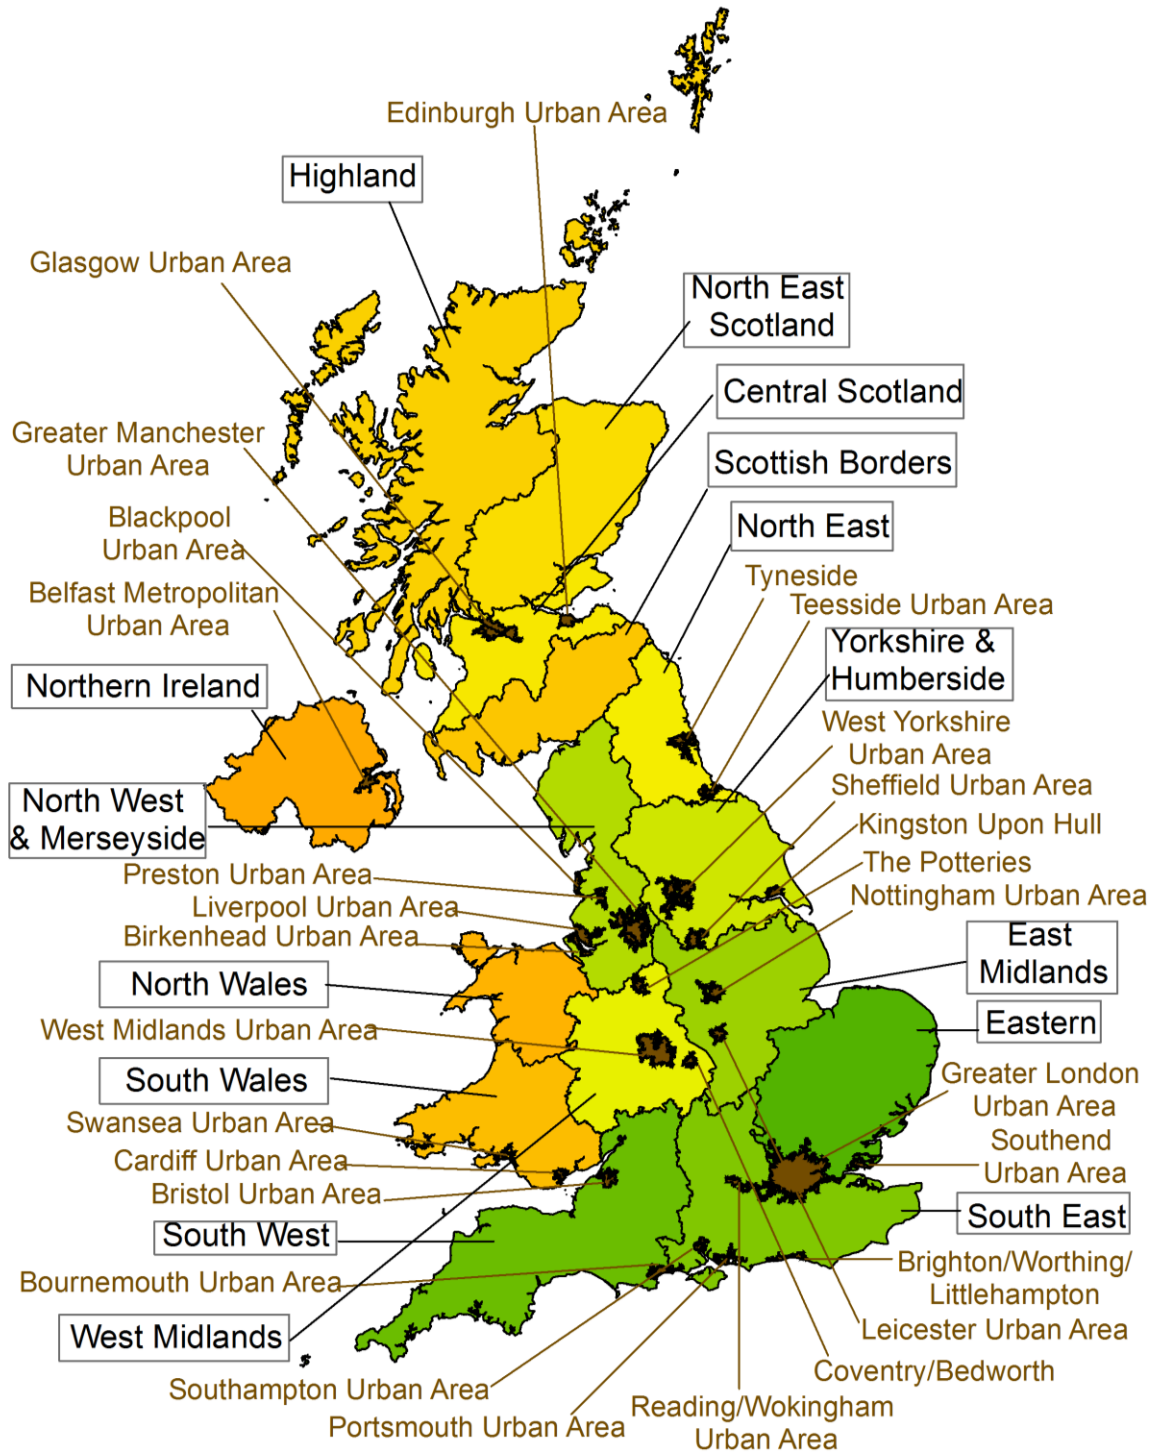 Edinburgh Urban Area
Highland
Glasgow Urban Area
North East
Scotland
Central Scotland
Greater Manchester
Urban Area
Scottish Borders
Blackpool
Urban Area
North East
Belfast Metropolitan
Urban Area
Tyneside
Teesside Urban Area
Yorkshire &
Humberside
Northern Ireland
West Yorkshire
Urban Area
Sheffield Urban Area
North West
& Merseyside
Kingston Upon Hull
The Potteries
Preston Urban Area
Nottingham Urban Area
Liverpool Urban Area
Birkenhead Urban Area
East
Midlands
North Wales
West Midlands Urban Area
Eastern
South Wales
Greater London
Urban Area
Swansea Urban Area
Southend
Urban Area
Cardiff Urban Area
Bristol Urban Area
South East
South West
Bournemouth Urban Area
Brighton/Worthing/
Littlehampton
West Midlands
Leicester Urban Area
Coventry/Bedworth
Southampton Urban Area
Portsmouth Urban Area
Reading/Wokingham
Urban Area